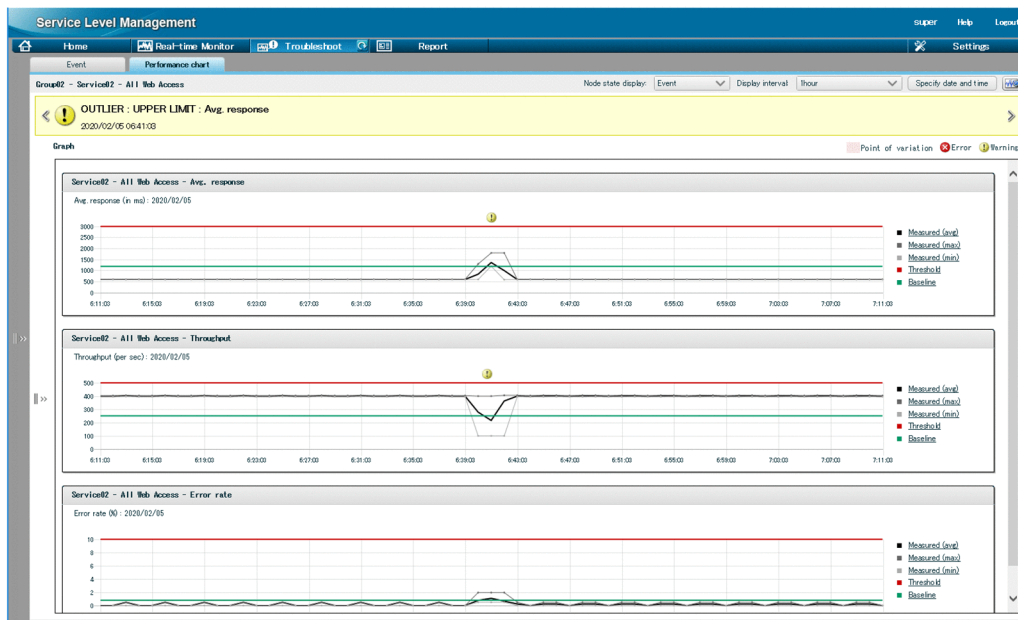 Service Level Management
super Help Logout
Home Real-time Monitor Troubleshoot Report Settings
Event Performance chart
Group02 - Service02 - All Web Access Node state display: Event Display interval 1hour Specify date and time
OUTLIER : UPPER LIMIT : Avg. response
2020/02/05 06:41:03
Graph Point of variation Error Warning
Service02 - All Web Access - Avg. response
Avg. response (in ms) : 2020/02/05
3000
2500
2000
1500
1000
500
0
6:11:03 6:15:03 6:19:03 6:23:03 6:27:03 6:31:03 6:35:03 6:39:03 6:43:03 6:47:03 6:51:03 6:55:03 6:59:03 7:03:03 7:07:03 7:11:03
Measured (avg)
Measured (max)
Measured (min)
Threshold
Baseline
Service02 - All Web Access - Throughput
Throughput (per sec) : 2020/02/05
500
400
300
200
100
0
6:11:03 6:15:03 6:19:03 6:23:03 6:27:03 6:31:03 6:35:03 6:39:03 6:43:03 6:47:03 6:51:03 6:55:03 6:59:03 7:03:03 7:07:03 7:11:03
Measured (avg)
Measured (max)
Measured (min)
Threshold
Baseline
Service02 - All Web Access - Error rate
Error rate (%) : 2020/02/05
10
8
6
4
2
0
Measured (avg)
Measured (max)
Measured (min)
Threshold
Baseline